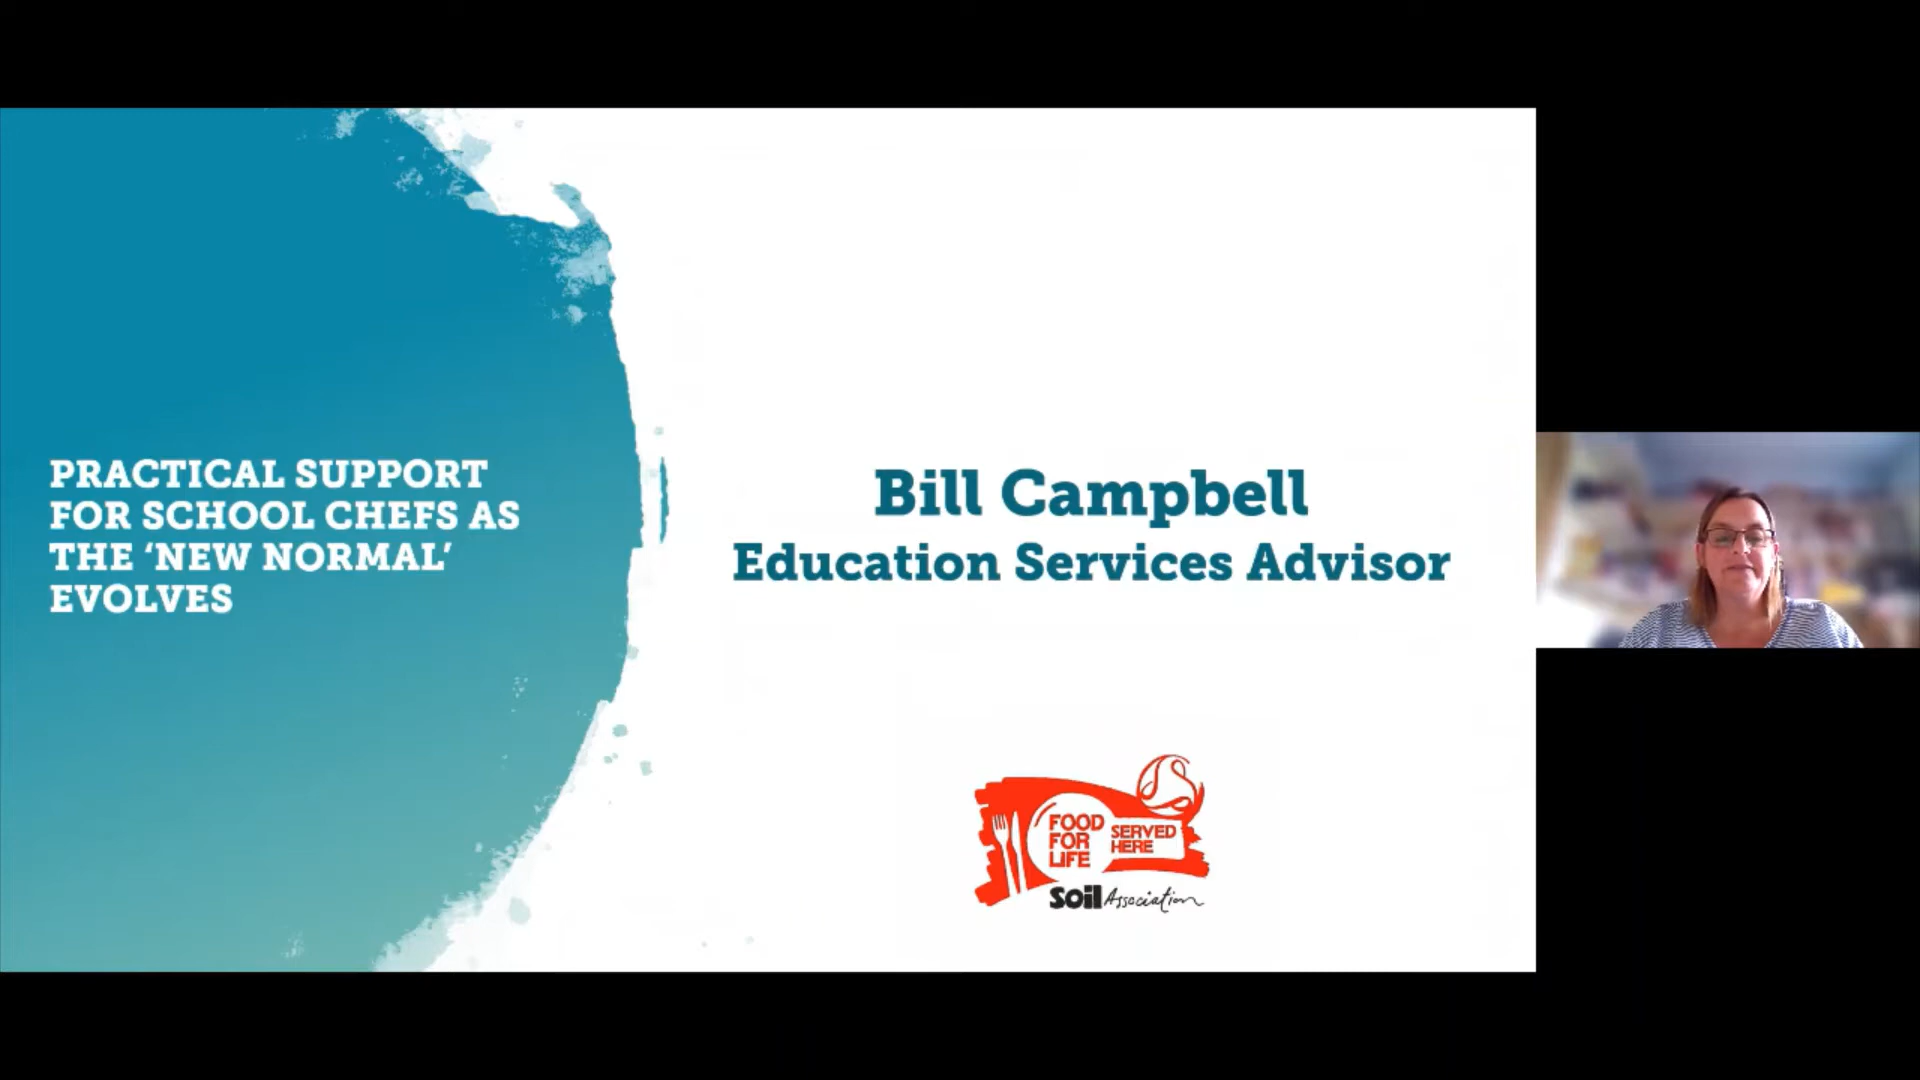 PRACTICAL SUPPORT
FOR SCHOOL CHEFS AS
THE ‘NEW NORMAL’
EVOLVES
Bill Campbell
Education Services Advisor
FOOD
FOR
LIFE
SERVED
HERE
Soil Association